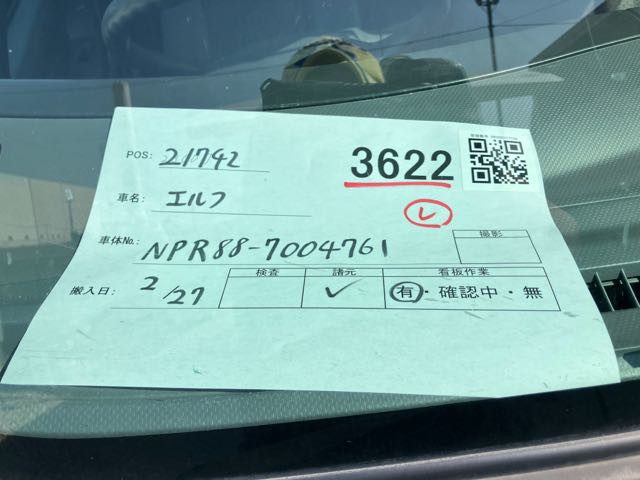 POS: 21742
3622
車名: エルフ
レ
車体No.: NPR88-7004761
撮影
搬入日: 2/27
検査 諸元 看板作業
✓ 有・確認中・無